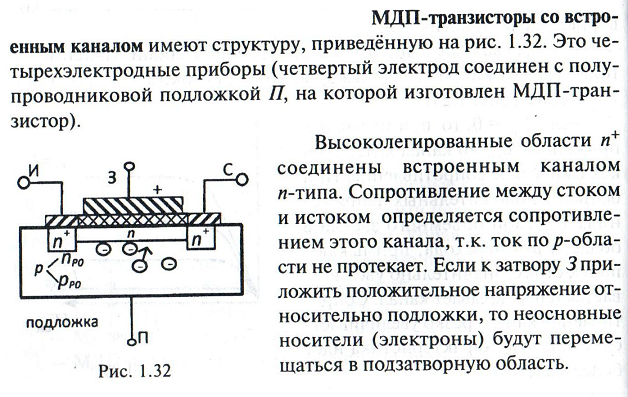 МДП-транзисторы со встро-
енным каналом имеют структуру, приведённую на рис. 1.32. Это че-
тырехэлектродные приборы (четвертый электрод соединен с полу-
проводниковой подложкой П, на которой изготовлен МДП-тран-
зистор).
И
З
С
+
n+
n
n+
p
nPO
pPO
подложка
П
Рис. 1.32
Высоколегированные области n+
соединены встроенным каналом
n-типа. Сопротивление между стоком
и истоком определяется сопротивле-
нием этого канала, т.к. ток по p-обла-
сти не протекает. Если к затвору З при-
ложить положительное напряжение от-
носительно подложки, то неосновные
носители (электроны) будут переме-
щаться в подзатворную область.